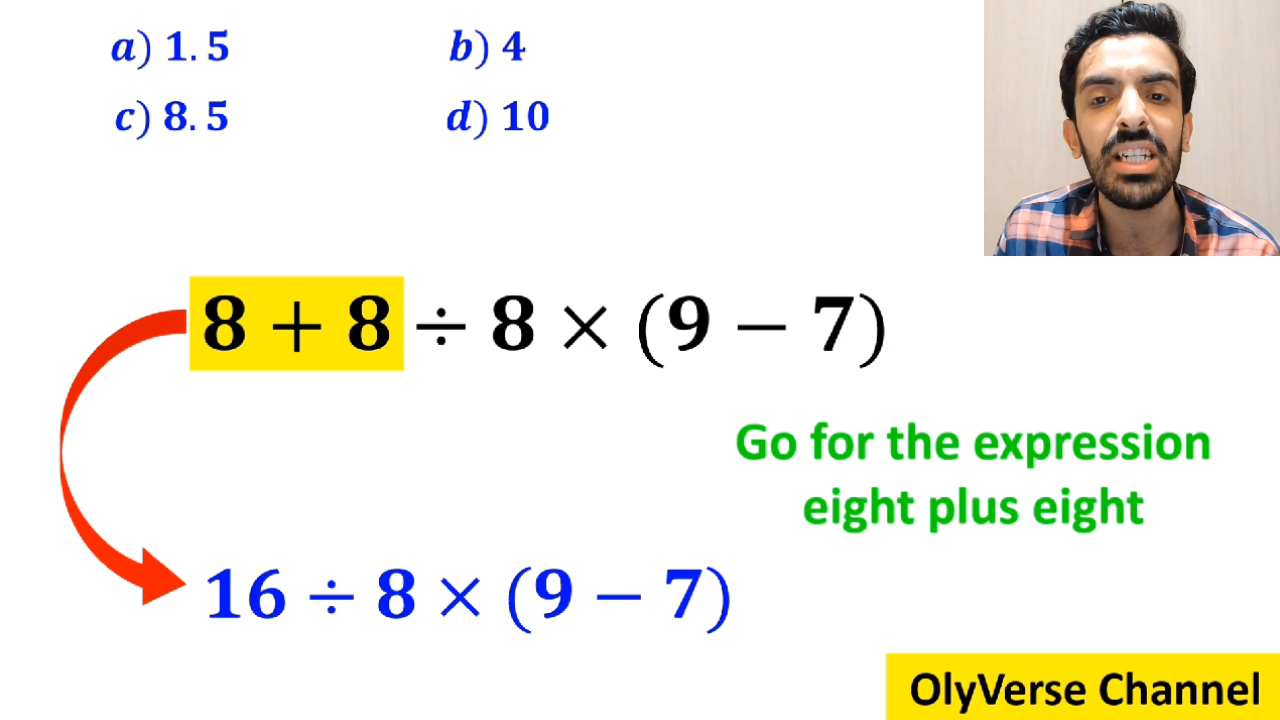 a) 1.5 b) 4
c) 8.5 d) 10
8 + 8 ÷ 8 × (9 − 7)
Go for the expression
eight plus eight
16 ÷ 8 × (9 − 7)
OlyVerse Channel